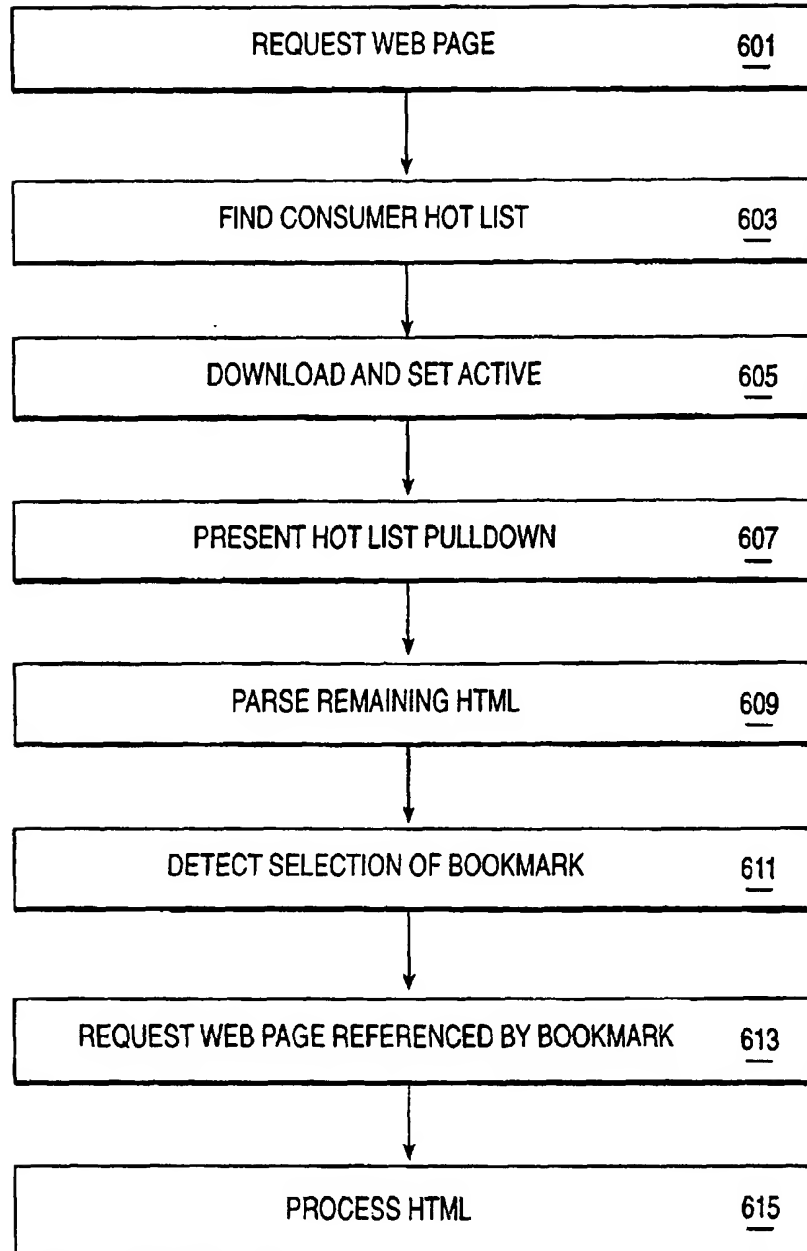 REQUEST WEB PAGE 601
FIND CONSUMER HOT LIST 603
DOWNLOAD AND SET ACTIVE 605
PRESENT HOT LIST PULLDOWN 607
PARSE REMAINING HTML 609
DETECT SELECTION OF BOOKMARK 611
REQUEST WEB PAGE REFERENCED BY BOOKMARK 613
PROCESS HTML 615